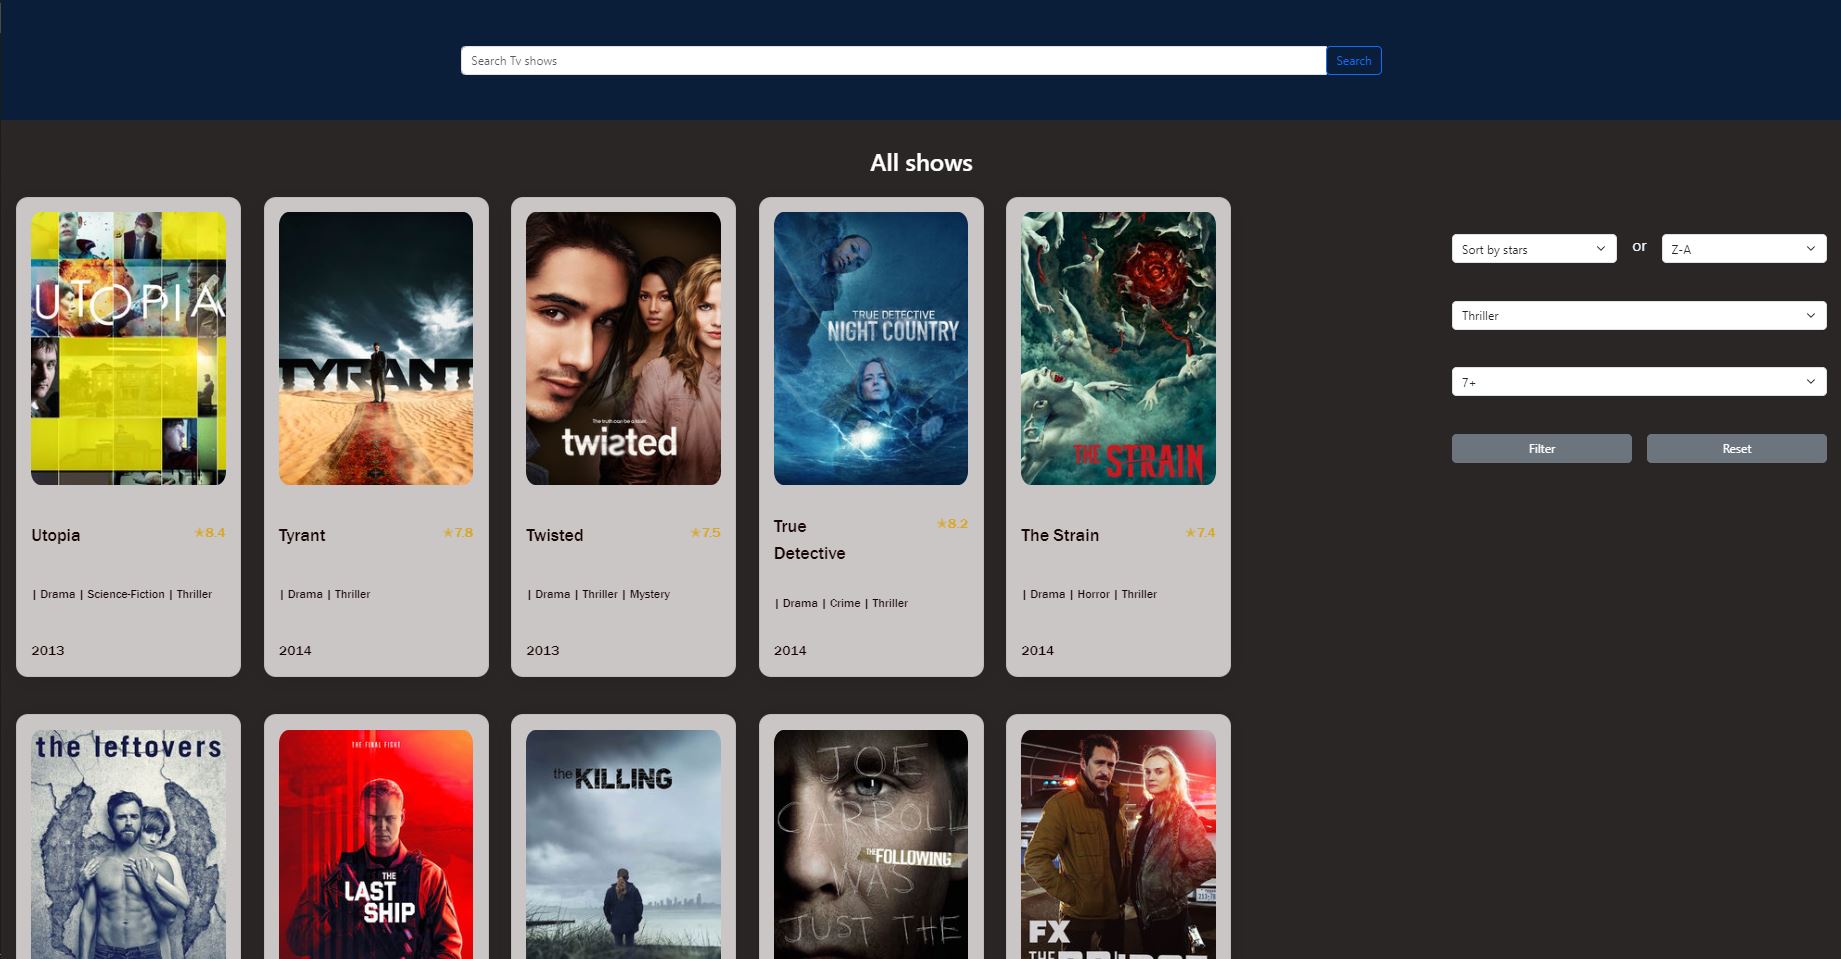 Search Tv shows
Search
All shows
Sort by stars
or
Z-A
Thriller
7+
Filter
Reset
UTOPIA
TYRANT
The truth can be a killer.
twisted
TRUE DETECTIVE
NIGHT COUNTRY
THE STRAIN
Utopia
★8.4
Tyrant
★7.8
Twisted
★7.5
True
Detective
★8.2
The Strain
★7.4
| Drama | Science-Fiction | Thriller
| Drama | Thriller
| Drama | Thriller | Mystery
| Drama | Crime | Thriller
| Drama | Horror | Thriller
2013
2014
2013
2014
2014
the leftovers
THE FINAL FIGHT
THE
LAST
SHIP
the KILLING
JOE
CARROLL
THE FOLLOWING
WAS
JUST THE
FX
THE BRIDGE